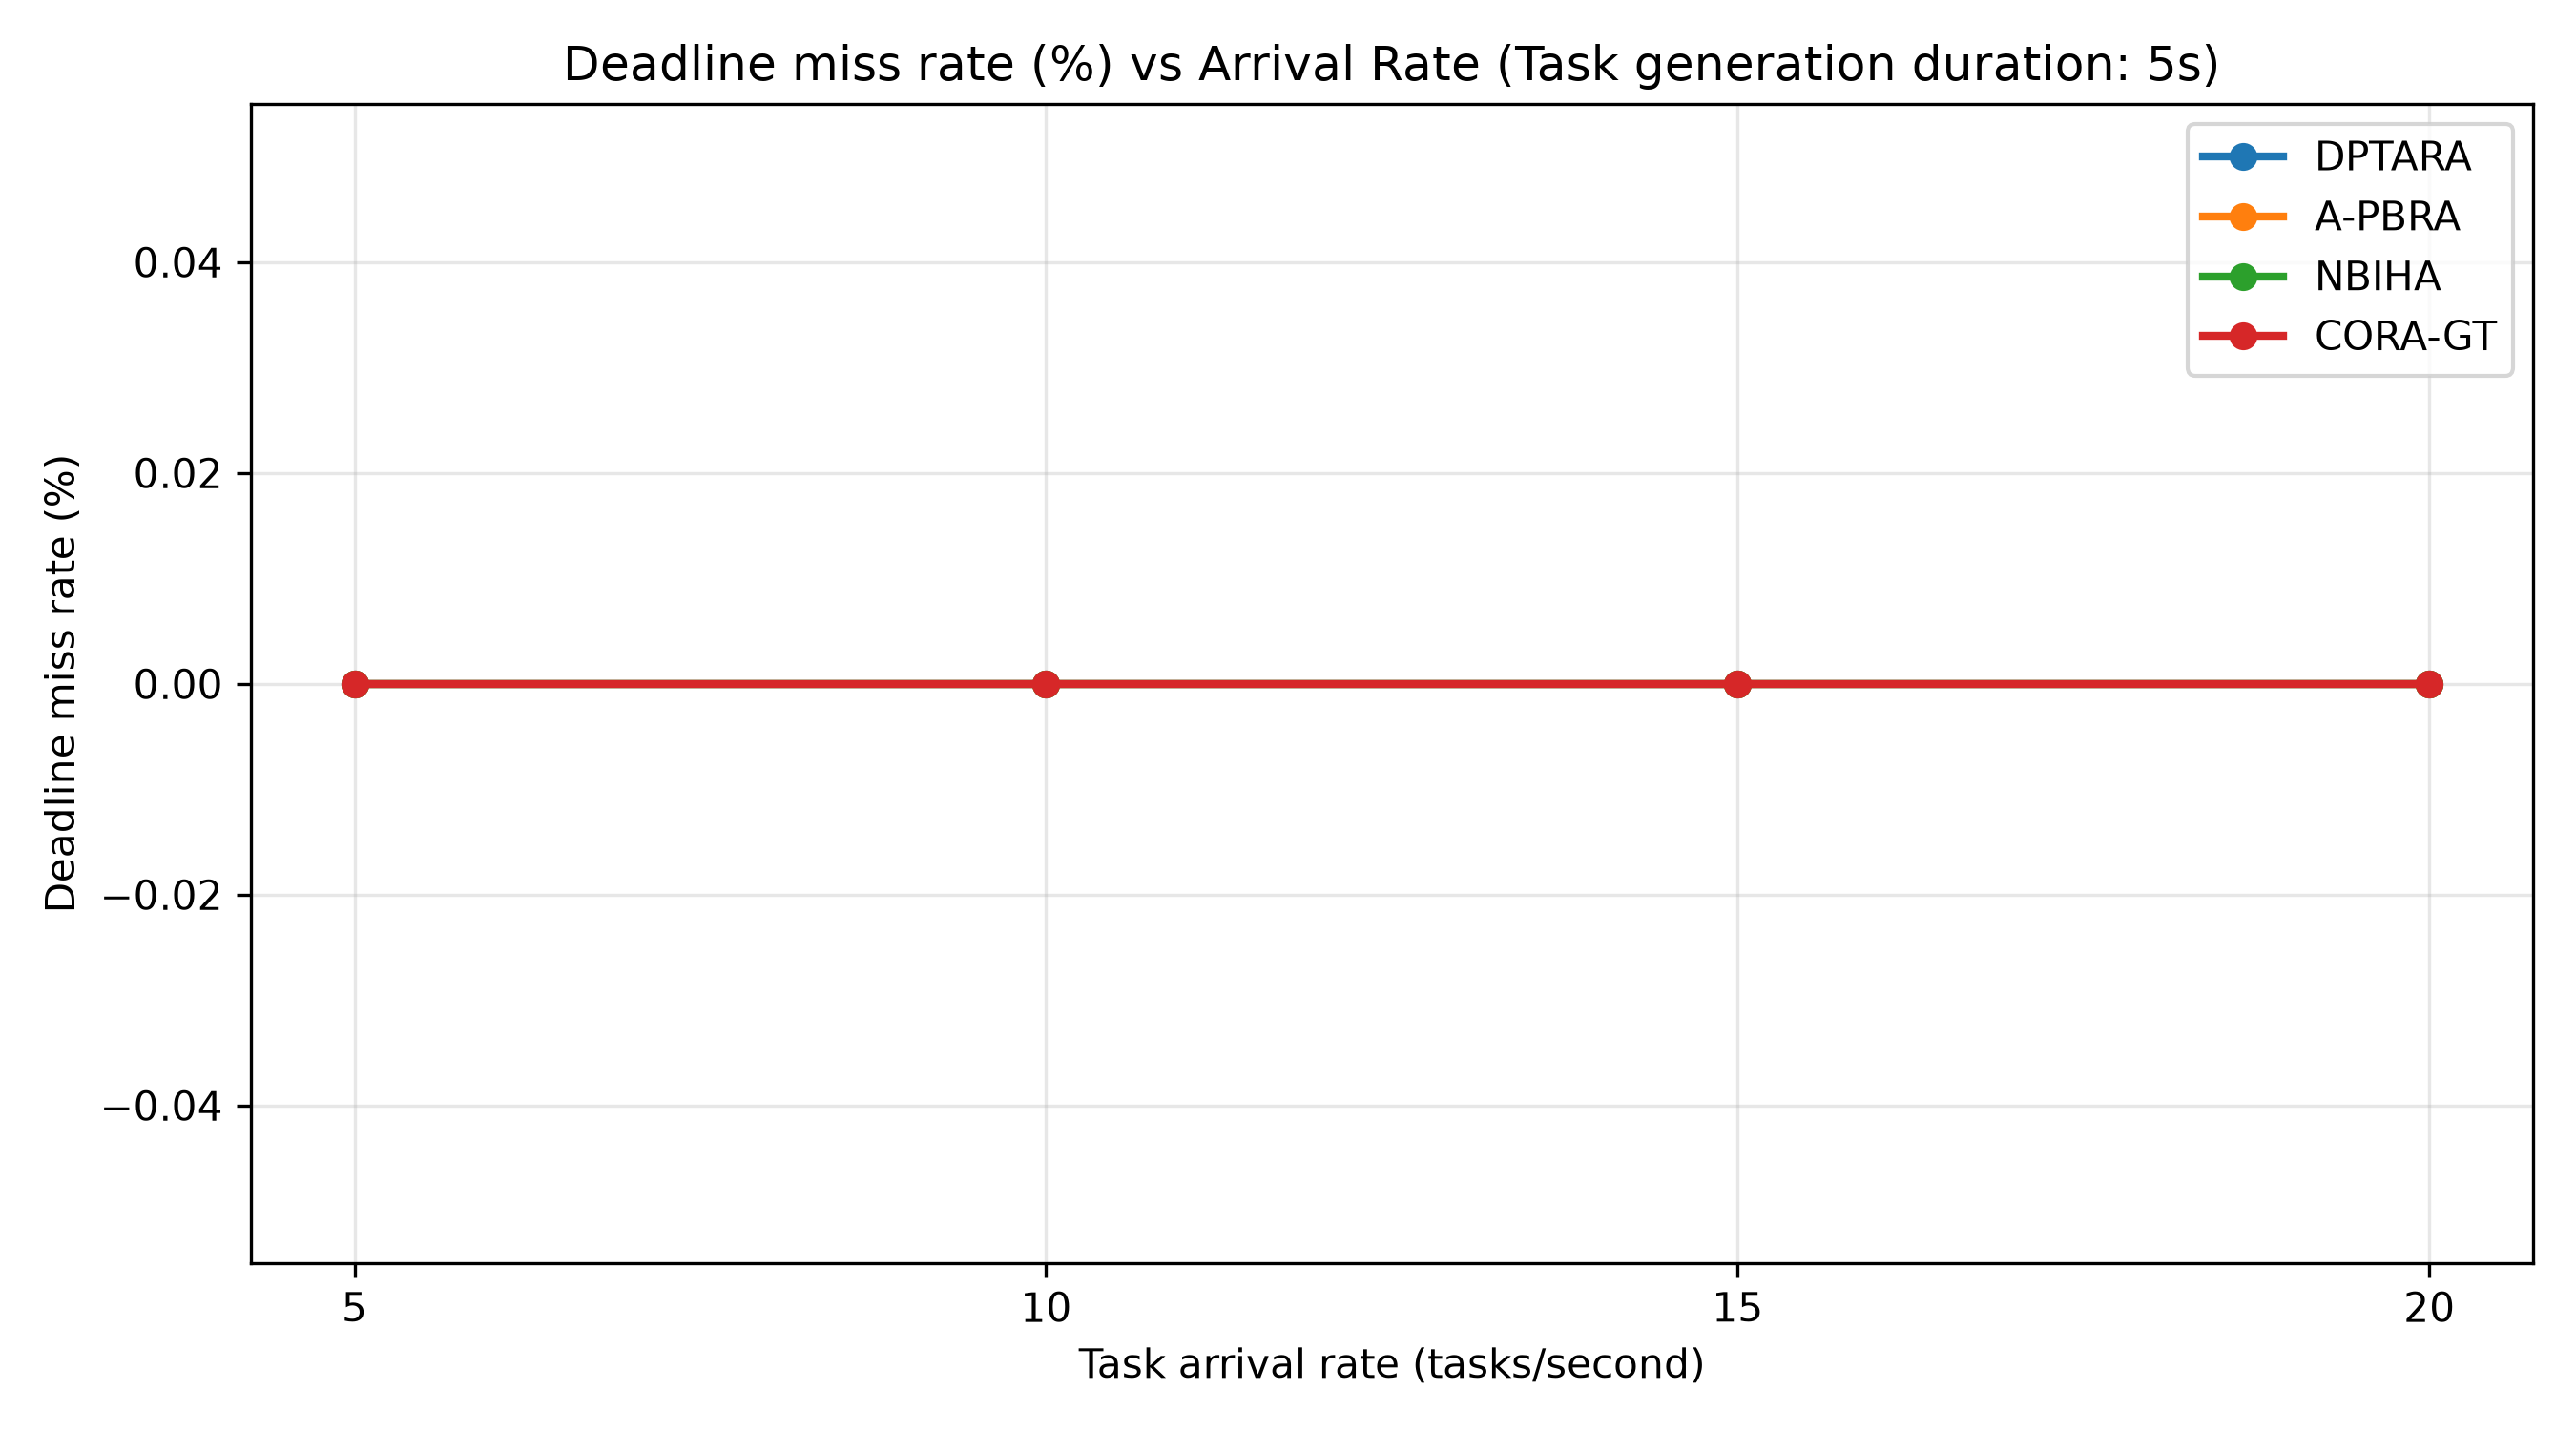 Deadline miss rate (%) vs Arrival Rate (Task generation duration: 5s)
DPTARA
A-PBRA
NBIHA
CORA-GT
Deadline miss rate (%)
0.04
0.02
0.00
−0.02
−0.04
5 10 15 20
Task arrival rate (tasks/second)